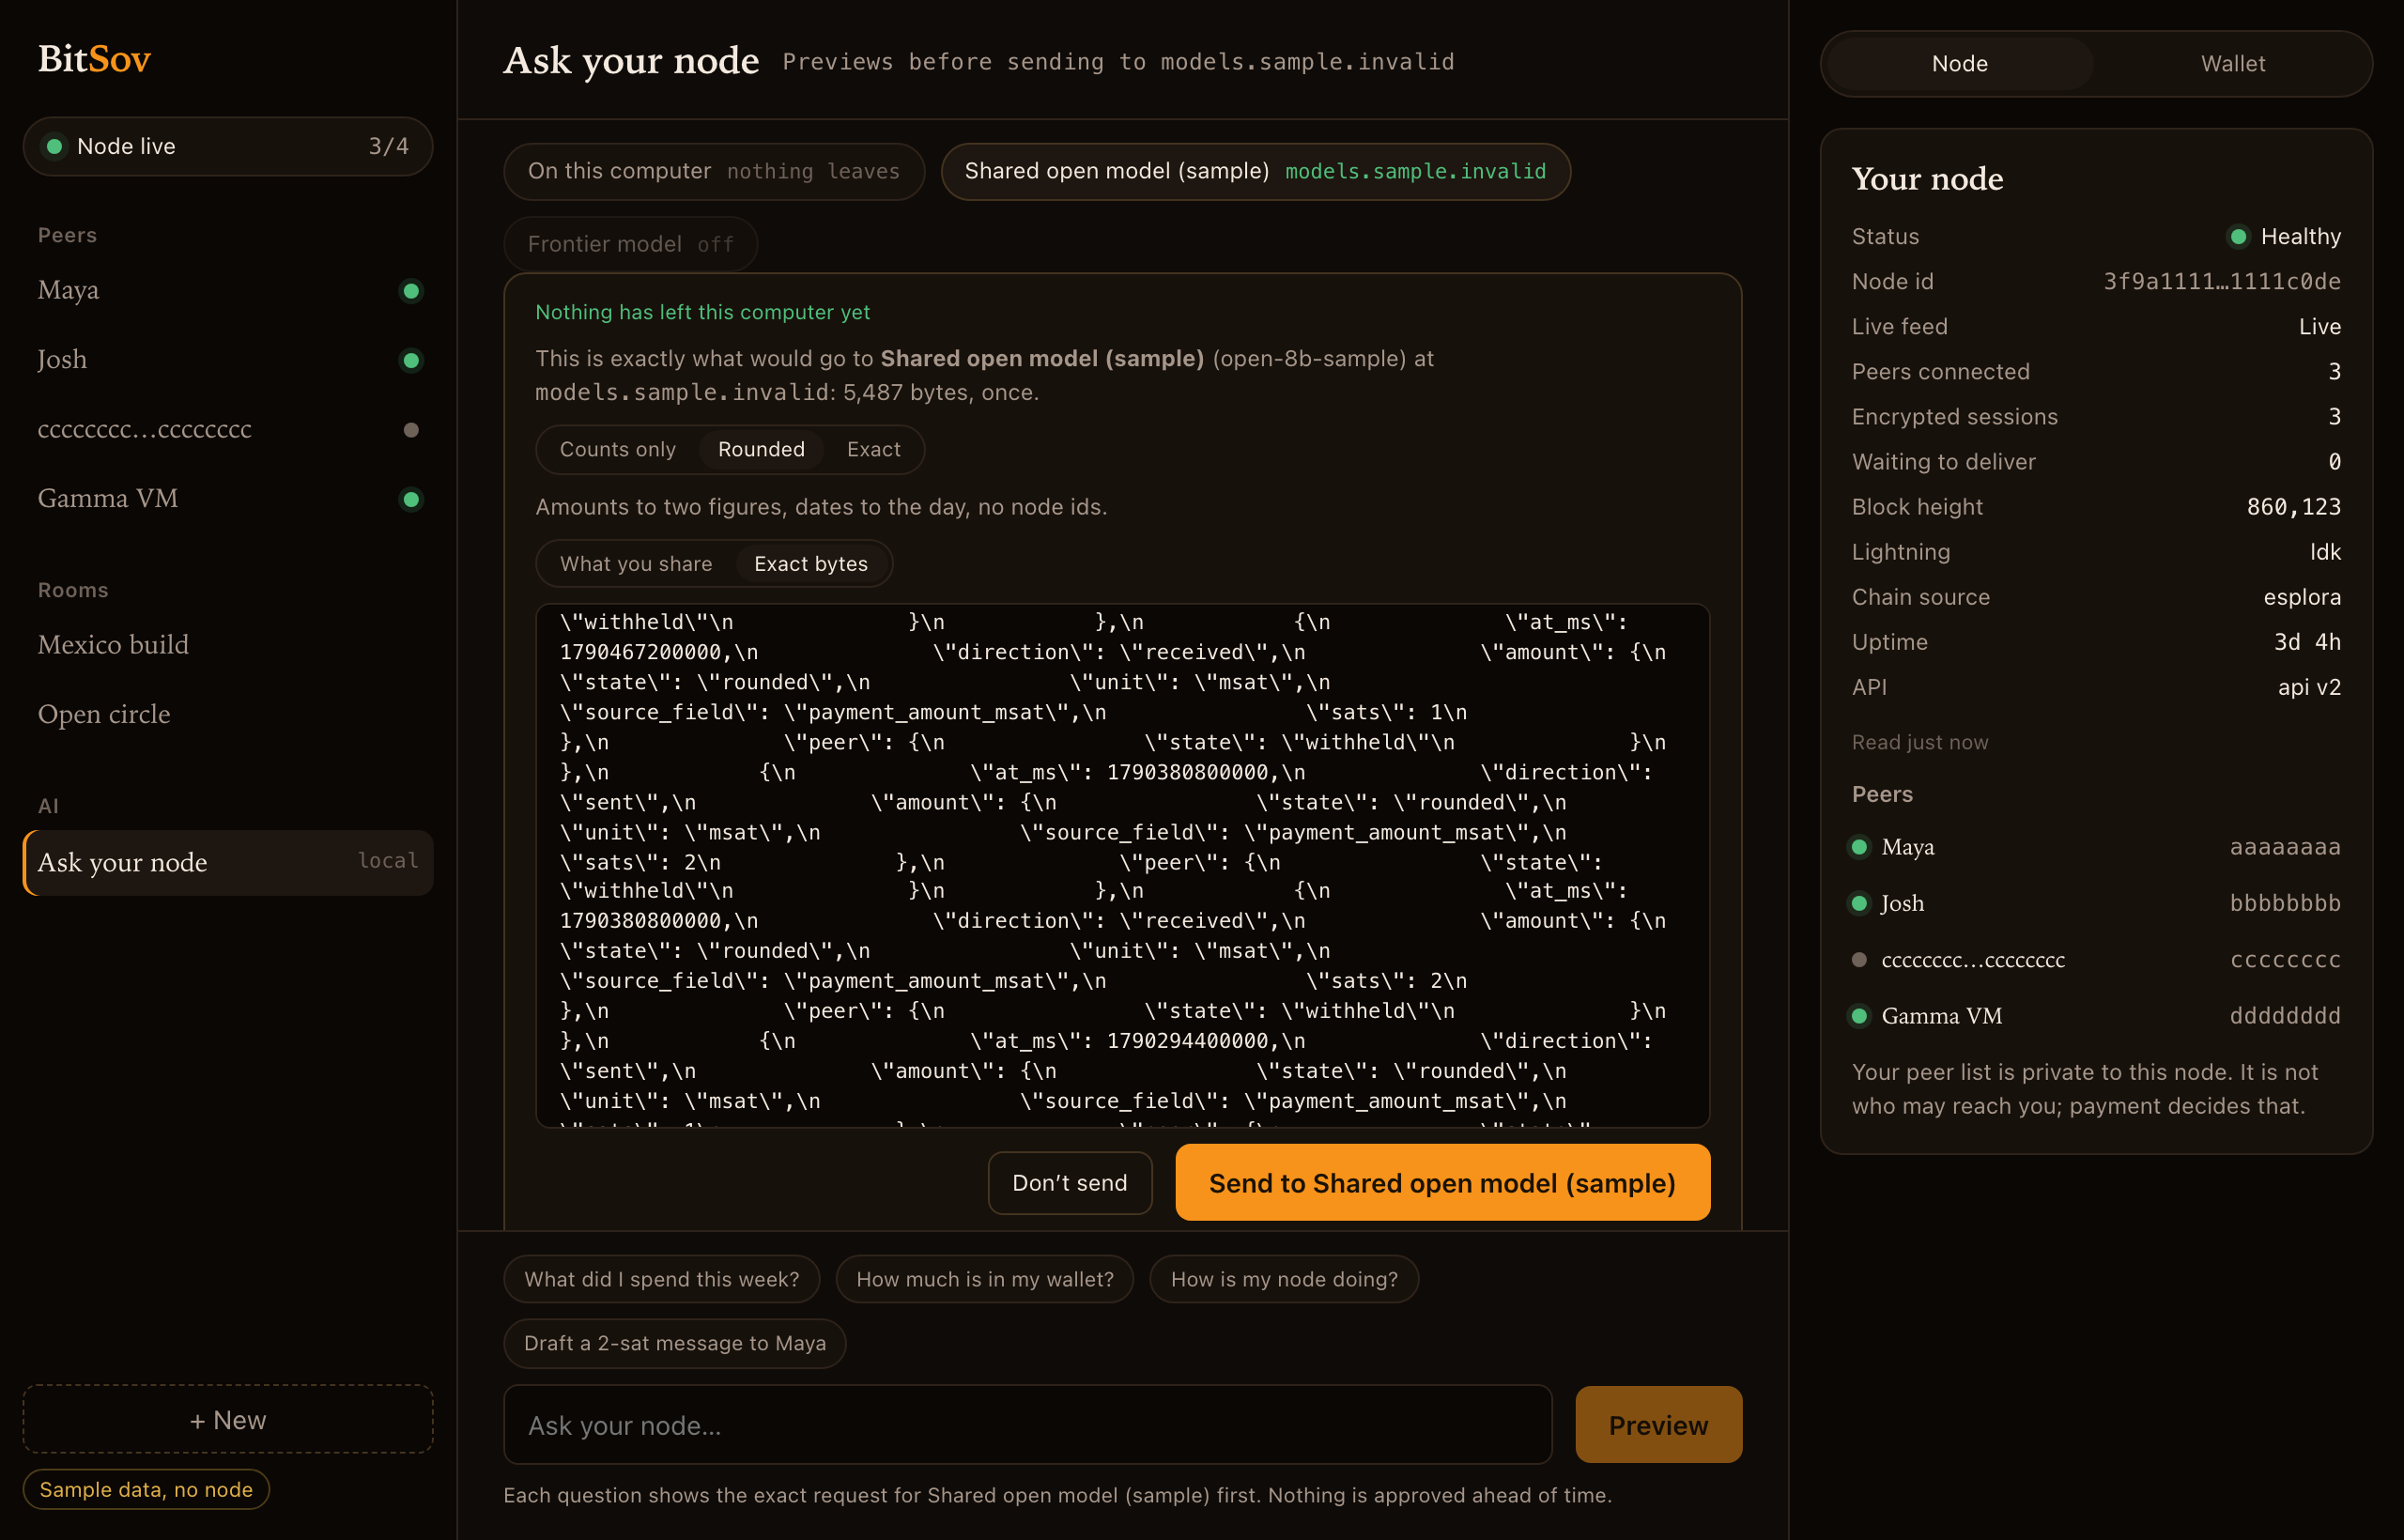 BitSov
Node live 3/4
Peers
Maya
Josh
cccccccc…cccccccc
Gamma VM
Rooms
Mexico build
Open circle
AI
Ask your node local
+ New
Sample data, no node
Ask your node Previews before sending to models.sample.invalid
On this computer nothing leaves
Shared open model (sample) models.sample.invalid
Frontier model off
Nothing has left this computer yet
This is exactly what would go to Shared open model (sample) (open-8b-sample) at
models.sample.invalid: 5,487 bytes, once.
Counts only Rounded Exact
Amounts to two figures, dates to the day, no node ids.
What you share Exact bytes
\"withheld\"\n }\n },\n {\n \"at_ms\":
1790467200000,\n \"direction\": \"received\",\n \"amount\": {\n
\"state\": \"rounded\",\n \"unit\": \"msat\",\n
\"source_field\": \"payment_amount_msat\",\n \"sats\": 1\n
},\n \"peer\": {\n \"state\": \"withheld\"\n }\n
},\n {\n \"at_ms\": 1790380800000,\n \"direction\":
\"sent\",\n \"amount\": {\n \"state\": \"rounded\",\n
\"unit\": \"msat\",\n \"source_field\": \"payment_amount_msat\",\n
\"sats\": 2\n },\n \"peer\": {\n \"state\":
\"withheld\"\n }\n },\n {\n \"at_ms\":
1790380800000,\n \"direction\": \"received\",\n \"amount\": {\n
\"state\": \"rounded\",\n \"unit\": \"msat\",\n
\"source_field\": \"payment_amount_msat\",\n \"sats\": 2\n
},\n \"peer\": {\n \"state\": \"withheld\"\n }\n
},\n {\n \"at_ms\": 1790294400000,\n \"direction\":
\"sent\",\n \"amount\": {\n \"state\": \"rounded\",\n
\"unit\": \"msat\",\n \"source_field\": \"payment_amount_msat\",\n
Don’t send
Send to Shared open model (sample)
What did I spend this week?
How much is in my wallet?
How is my node doing?
Draft a 2-sat message to Maya
Ask your node…
Preview
Each question shows the exact request for Shared open model (sample) first. Nothing is approved ahead of time.
Node Wallet
Your node
Status Healthy
Node id 3f9a1111…1111c0de
Live feed Live
Peers connected 3
Encrypted sessions 3
Waiting to deliver 0
Block height 860,123
Lightning ldk
Chain source esplora
Uptime 3d 4h
API api v2
Read just now
Peers
Maya aaaaaaaa
Josh bbbbbbbb
cccccccc…cccccccc cccccccc
Gamma VM dddddddd
Your peer list is private to this node. It is not
who may reach you; payment decides that.